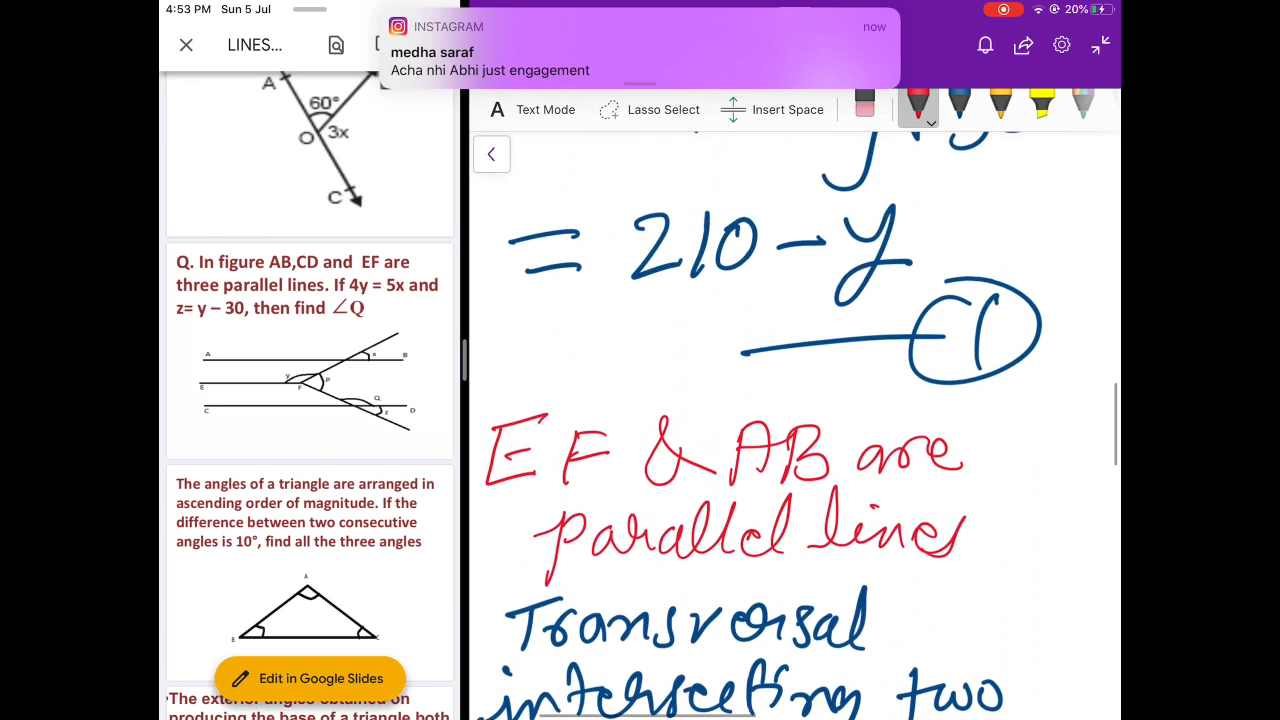 4:53 PM Sun 5 Jul
20%
INSTAGRAM
now
medha saraf
Acha nhi Abhi just engagement
LINES...
A Text Mode
Lasso Select
Insert Space
A
60°
O
3x
C
Q. In figure AB,CD and EF are
three parallel lines. If 4y = 5x and
z= y – 30, then find ∠Q
A
x
B
y
P
E
F
Q
C
z
D
The angles of a triangle are arranged in
ascending order of magnitude. If the
difference between two consecutive
angles is 10°, find all the three angles
A
B
C
Edit in Google Slides
•The exterior angles obtained on
producing the base of a triangle both
= 210 - y
1
EF & AB are
parallel lines
Transversal
intersecting two